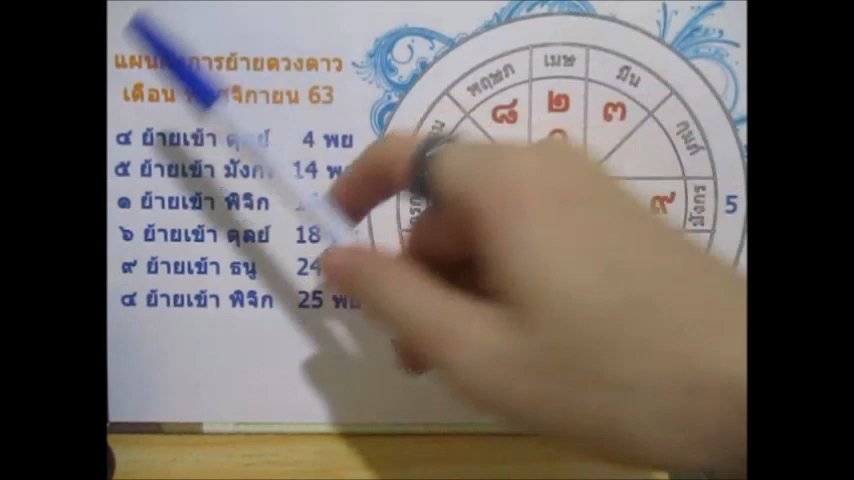 แผน การย้ายดวงดาว
เดือน จิกายน 63
๔ ย้ายเข้า ตุลย์ 4 พย
๕ ย้ายเข้า มังกร 14 พย
๑ ย้ายเข้า พิจิก
๖ ย้ายเข้า ตุลย์ 18
๙ ย้ายเข้า ธนู 24
๔ ย้ายเข้า พิจิก 25 พย
พฤษภ เมษ มีน
๘ ๒ ๓
กุมภ์
๙ มังกร 5